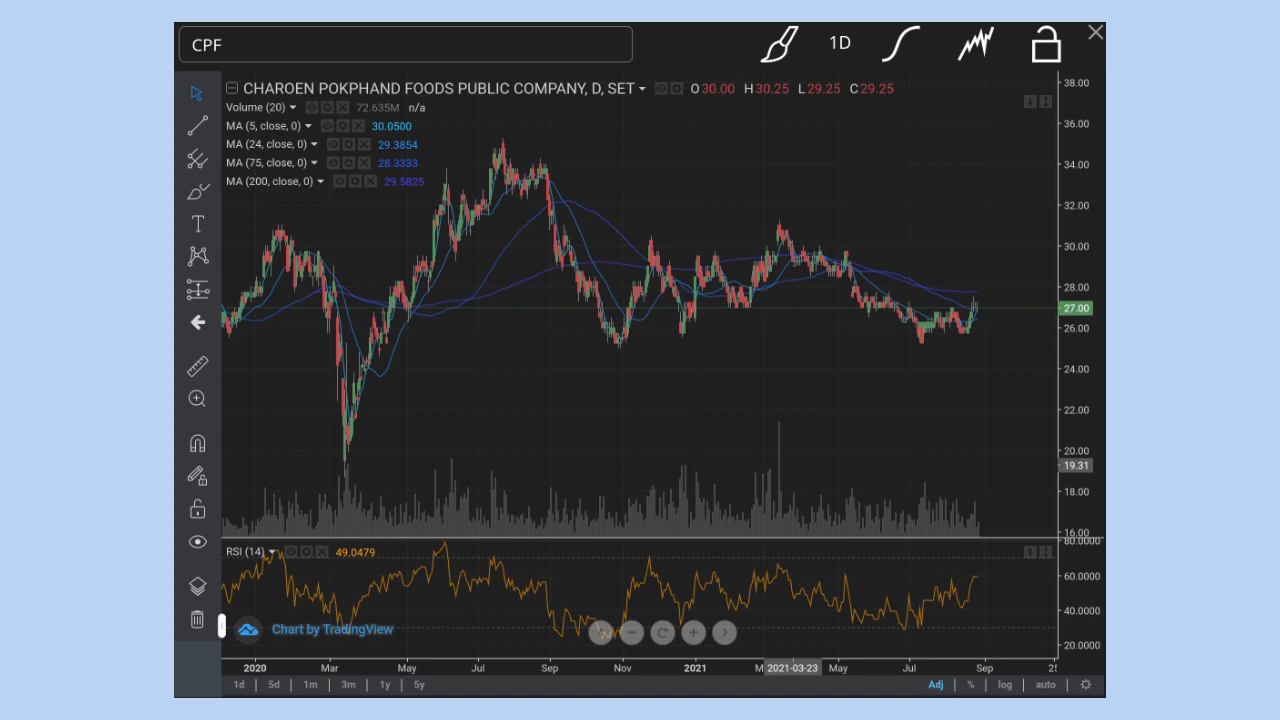 CPF
1D
CHAROEN POKPHAND FOODS PUBLIC COMPANY, D, SET O30.00 H30.25 L29.25 C29.25
Volume (20) 72.635M n/a
MA (5, close, 0) 30.0500
MA (24, close, 0) 29.3854
MA (75, close, 0) 28.3333
MA (200, close, 0) 29.5825
38.00
36.00
34.00
32.00
30.00
28.00
27.00
26.00
24.00
22.00
20.00
19.31
18.00
16.00
RSI (14) 49.0479
80.0000
60.0000
40.0000
20.0000
Chart by TradingView
2020 Mar May Jul Sep Nov 2021 M 2021-03-23 May Jul Sep
1d 5d 1m 3m 1y 5y Adj % log auto